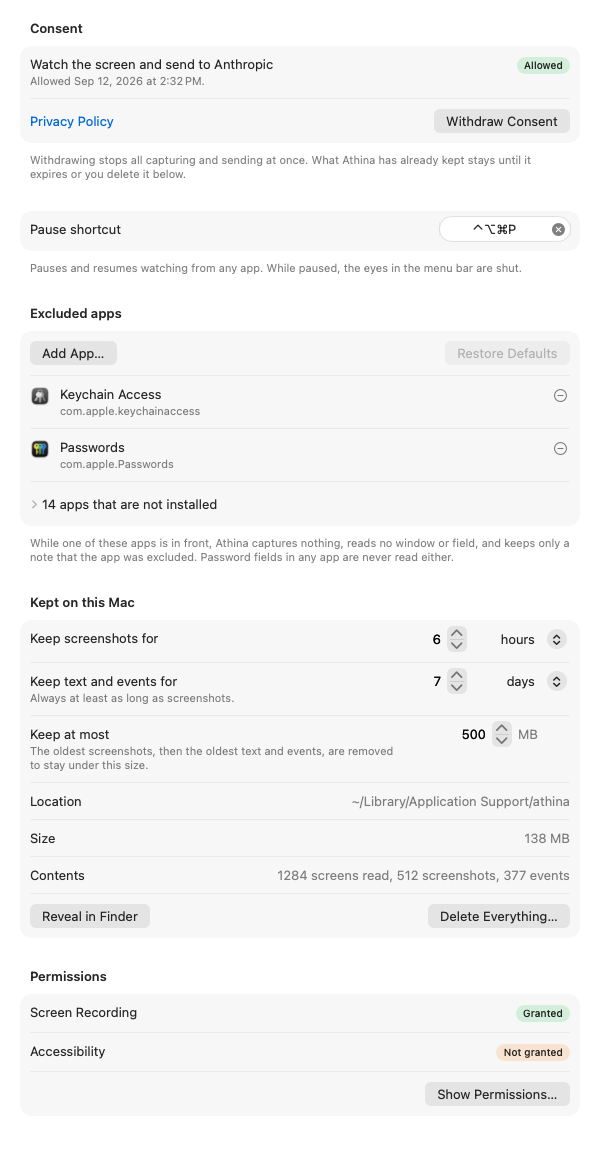 Consent
Watch the screen and send to Anthropic
Allowed
Allowed Sep 12, 2026 at 2:32 PM.
Privacy Policy
Withdraw Consent
Withdrawing stops all capturing and sending at once. What Athina has already kept stays until it
expires or you delete it below.
Pause shortcut
⌃⌥⌘P
Pauses and resumes watching from any app. While paused, the eyes in the menu bar are shut.
Excluded apps
Add App...
Restore Defaults
Keychain Access
com.apple.keychainaccess
Passwords
com.apple.Passwords
14 apps that are not installed
While one of these apps is in front, Athina captures nothing, reads no window or field, and keeps only a
note that the app was excluded. Password fields in any app are never read either.
Kept on this Mac
Keep screenshots for
6
hours
Keep text and events for
7
days
Always at least as long as screenshots.
Keep at most
500
MB
The oldest screenshots, then the oldest text and events, are removed
to stay under this size.
Location
~/Library/Application Support/athina
Size
138 MB
Contents
1284 screens read, 512 screenshots, 377 events
Reveal in Finder
Delete Everything...
Permissions
Screen Recording
Granted
Accessibility
Not granted
Show Permissions...